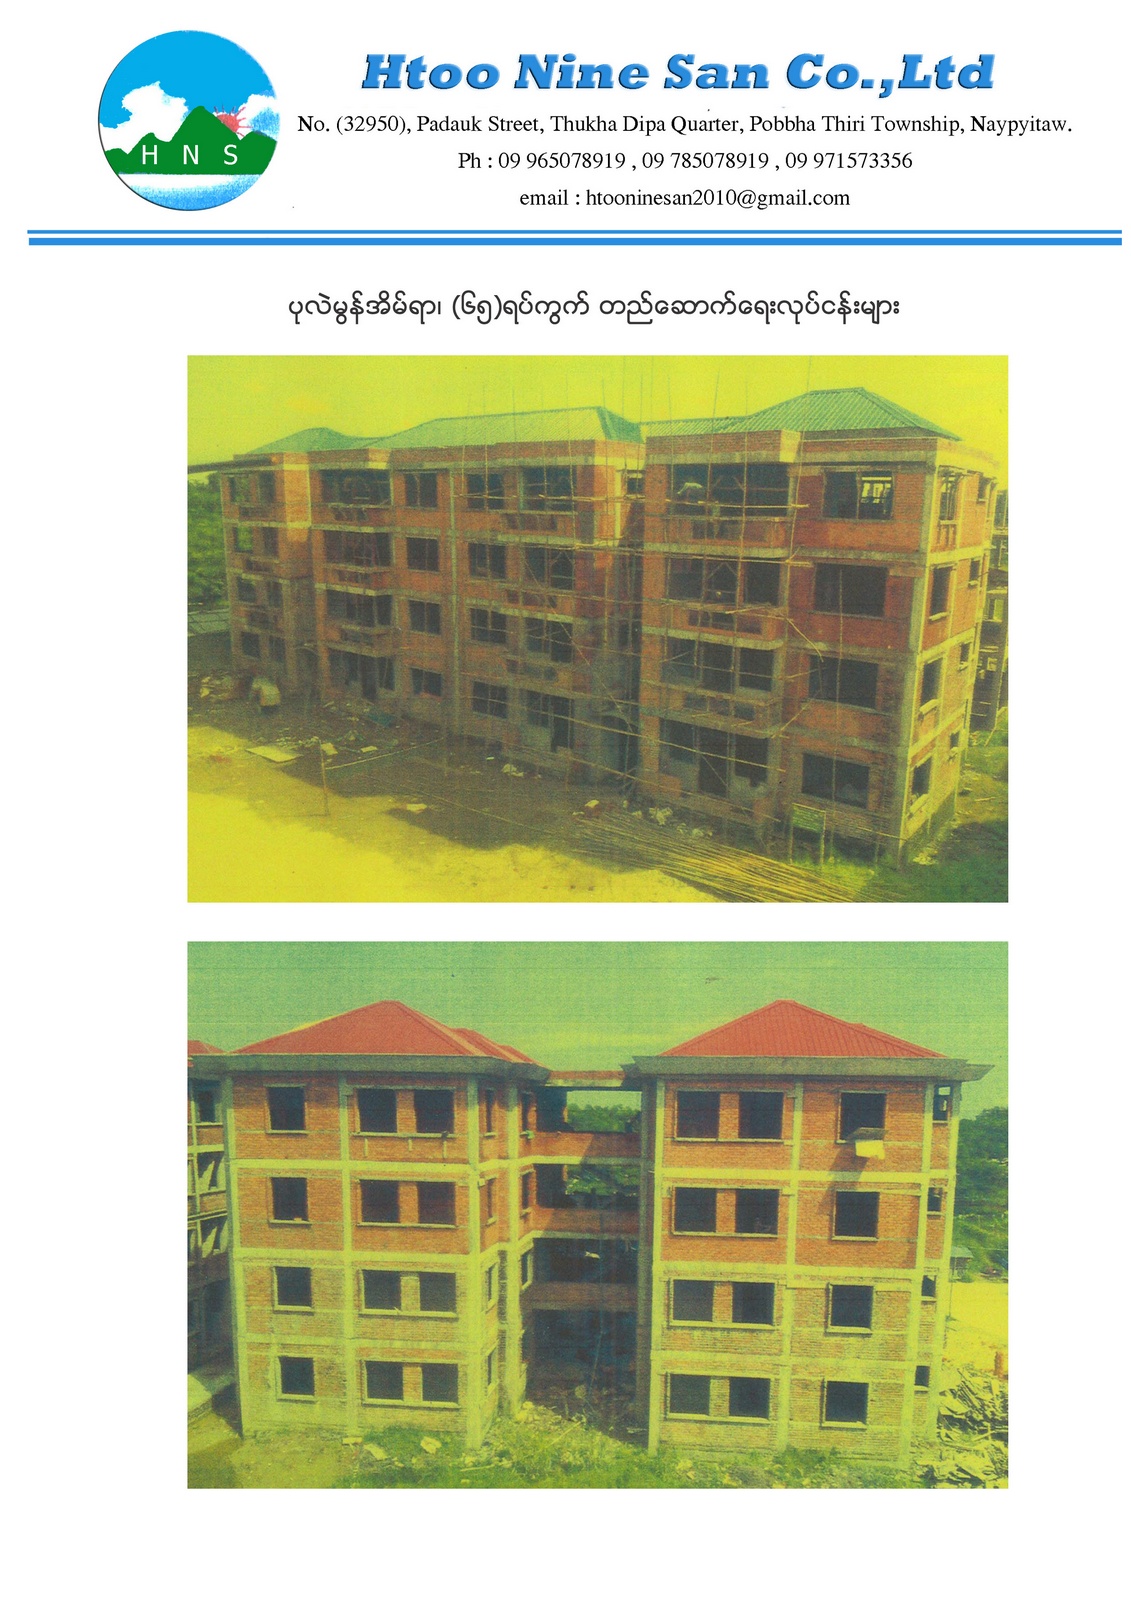 H N S
Htoo Nine San Co.,Ltd
No. (32950), Padauk Street, Thukha Dipa Quarter, Pobbha Thiri Township, Naypyitaw.
Ph : 09 965078919 , 09 785078919 , 09 971573356
email : htooninesan2010@gmail.com
ပုလဲမွန်အိမ်ရာ၊ (၆၅)ရပ်ကွက် တည်ဆောက်ရေးလုပ်ငန်းများ